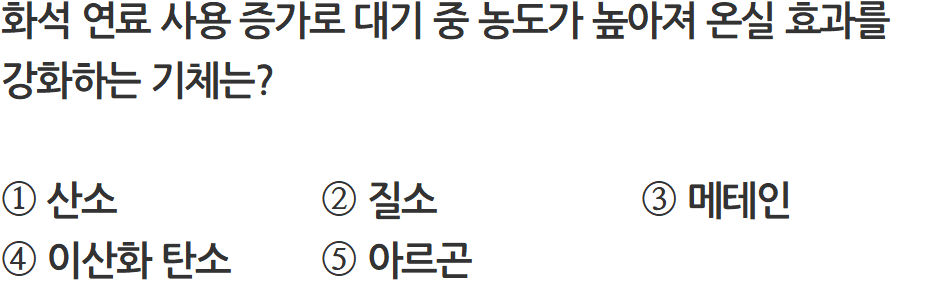 화석 연료 사용 증가로 대기 중 농도가 높아져 온실 효과를
강화하는 기체는?
① 산소 ② 질소 ③ 메테인
④ 이산화 탄소 ⑤ 아르곤